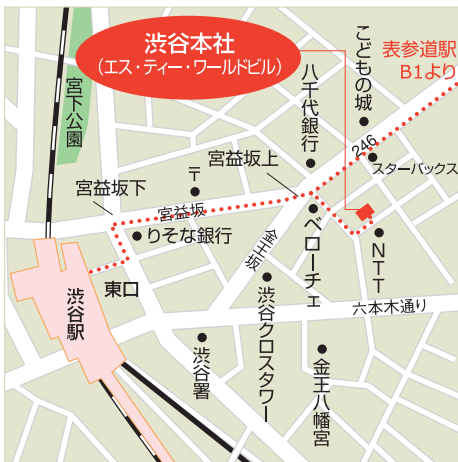 渋谷本社
(エス・ティー・ワールドビル)
表参道駅
B1より
こどもの城
八千代銀行
246
スターバックス
宮下公園
〒
宮益坂上
宮益坂下
宮益坂
りそな銀行
金王坂
ベローチェ
NTT
東口
渋谷駅
六本木通り
渋谷クロスタワー
渋谷署
金王八幡宮